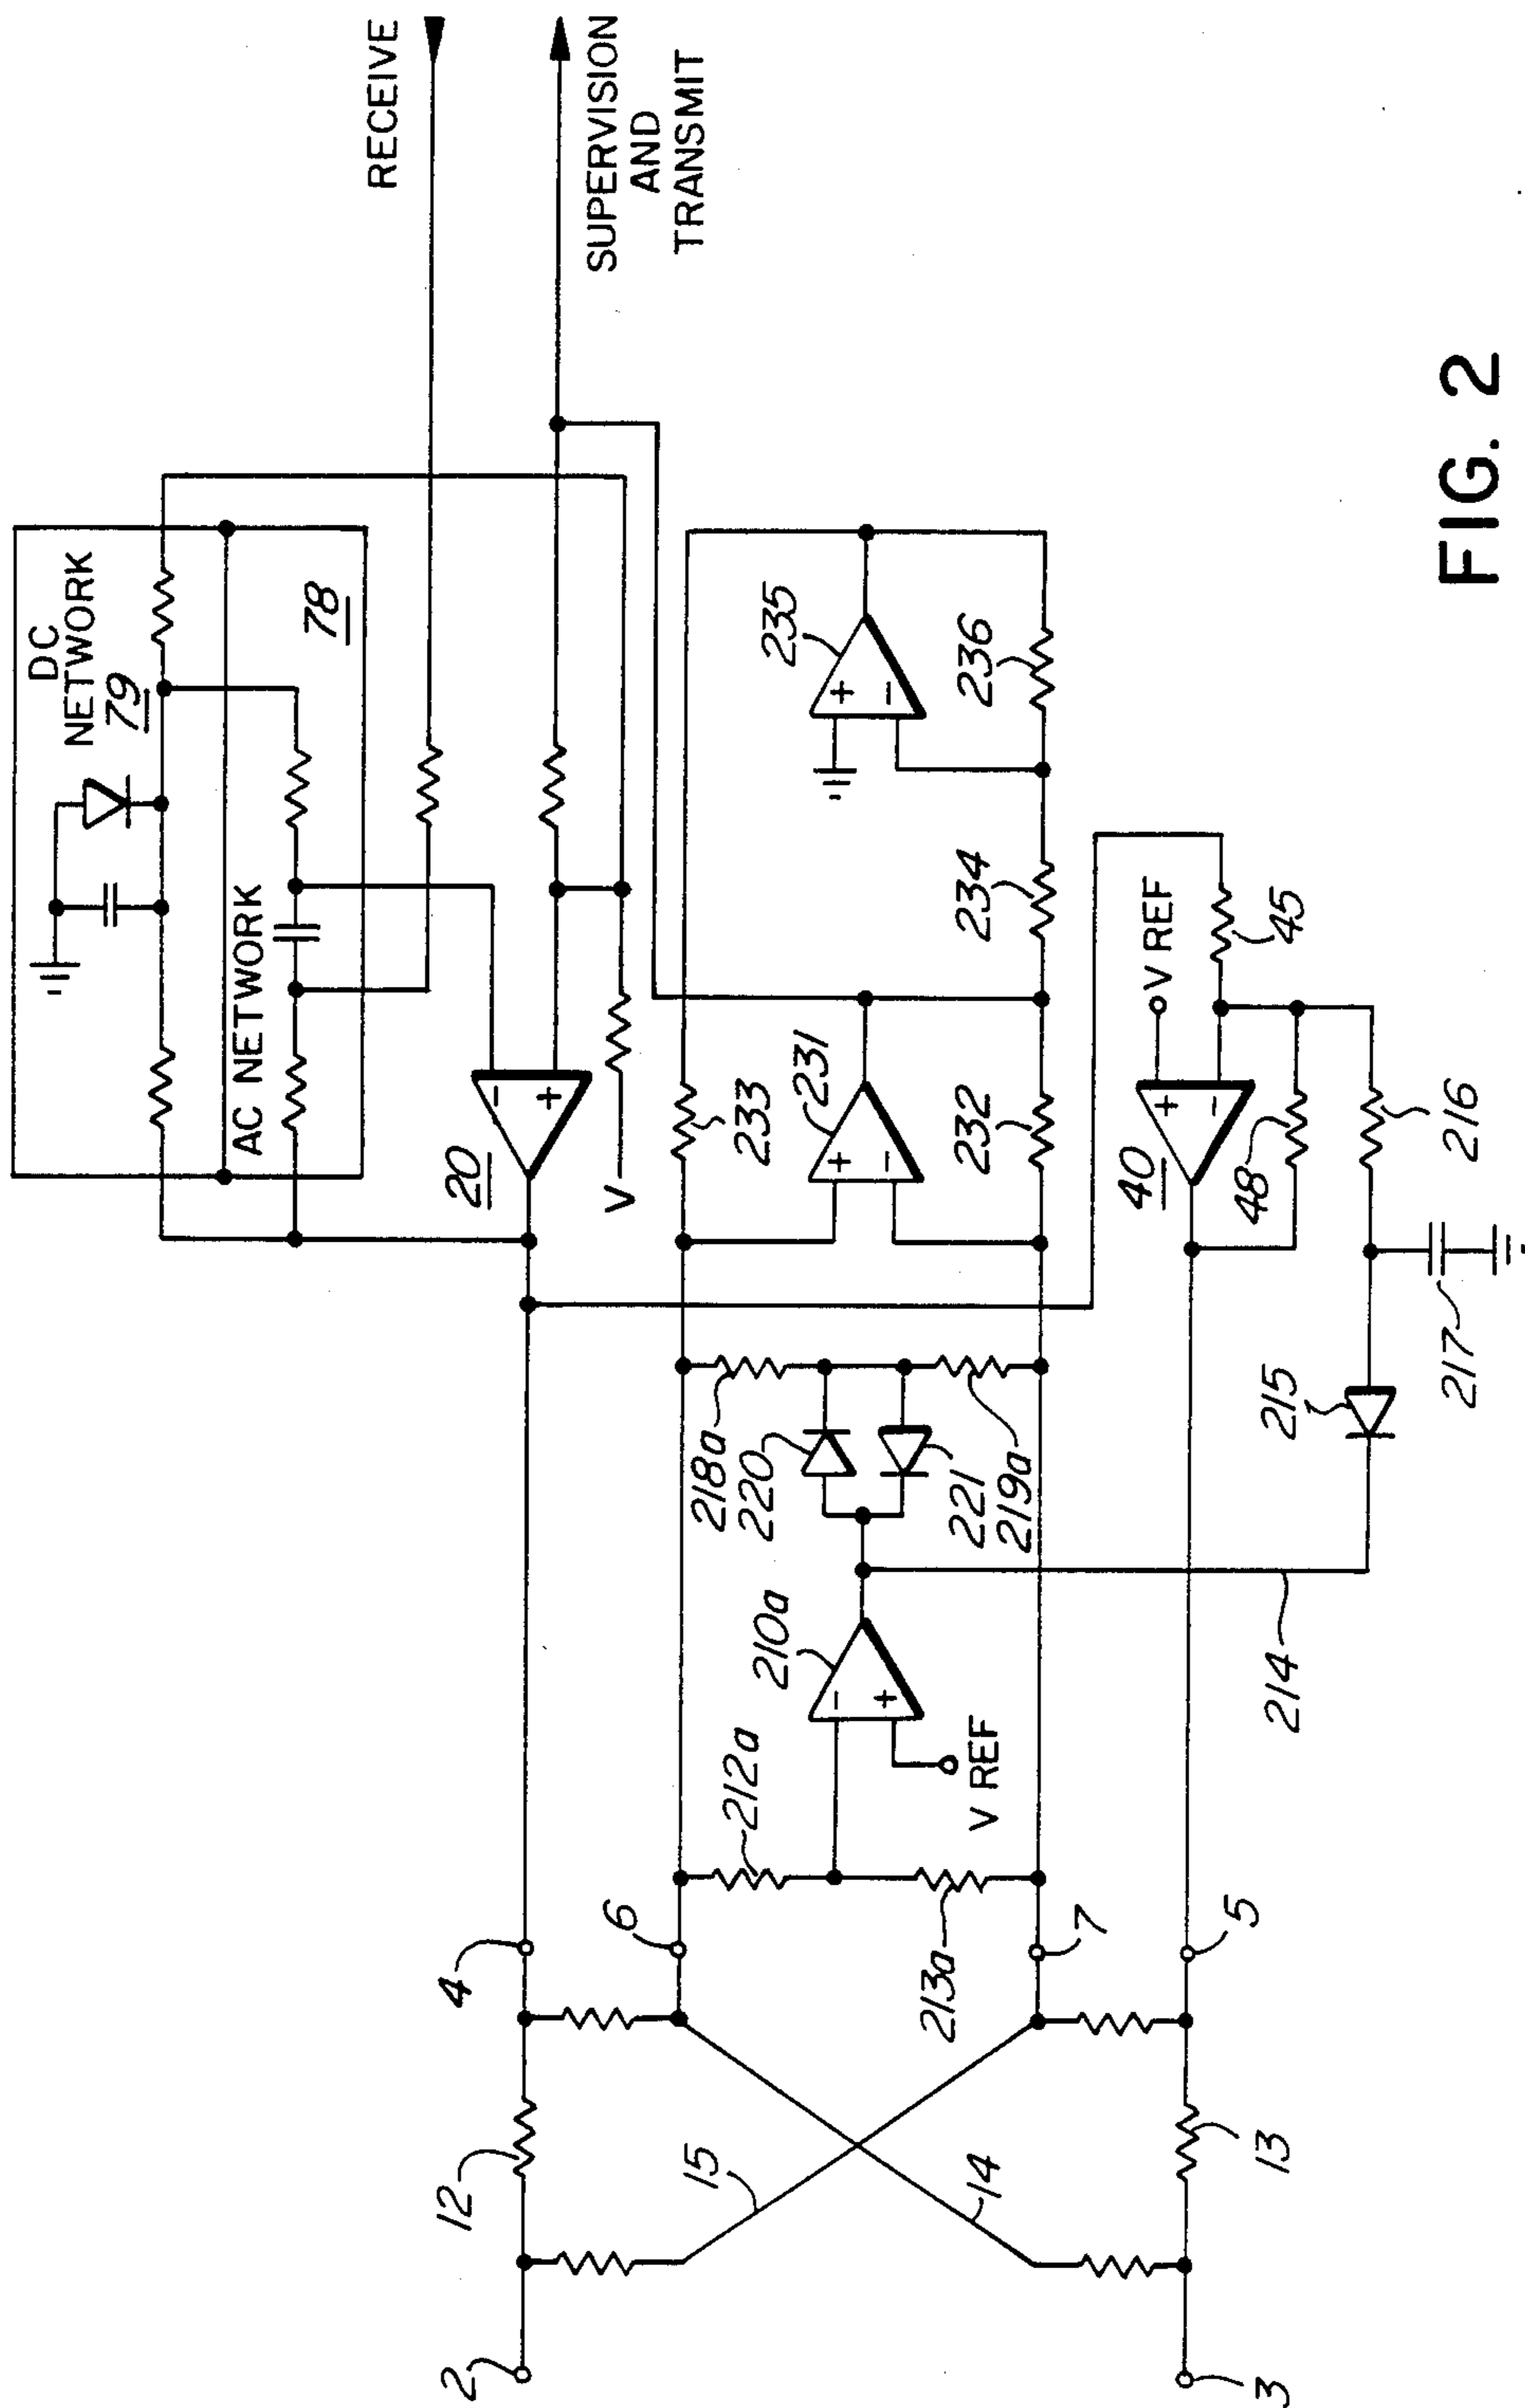 RECEIVE
SUPERVISION
AND
TRANSMIT
DC
NETWORK
79
78
AC NETWORK
20
-
+
V
235
+
-
236
234
233
231
+
-
232
V REF
45
40
+
-
48
216
217
215
214
218a
220
221
219a
210a
-
+
V REF
212a
213a
4
6
7
5
12
15
14
13
2
3
FIG. 2